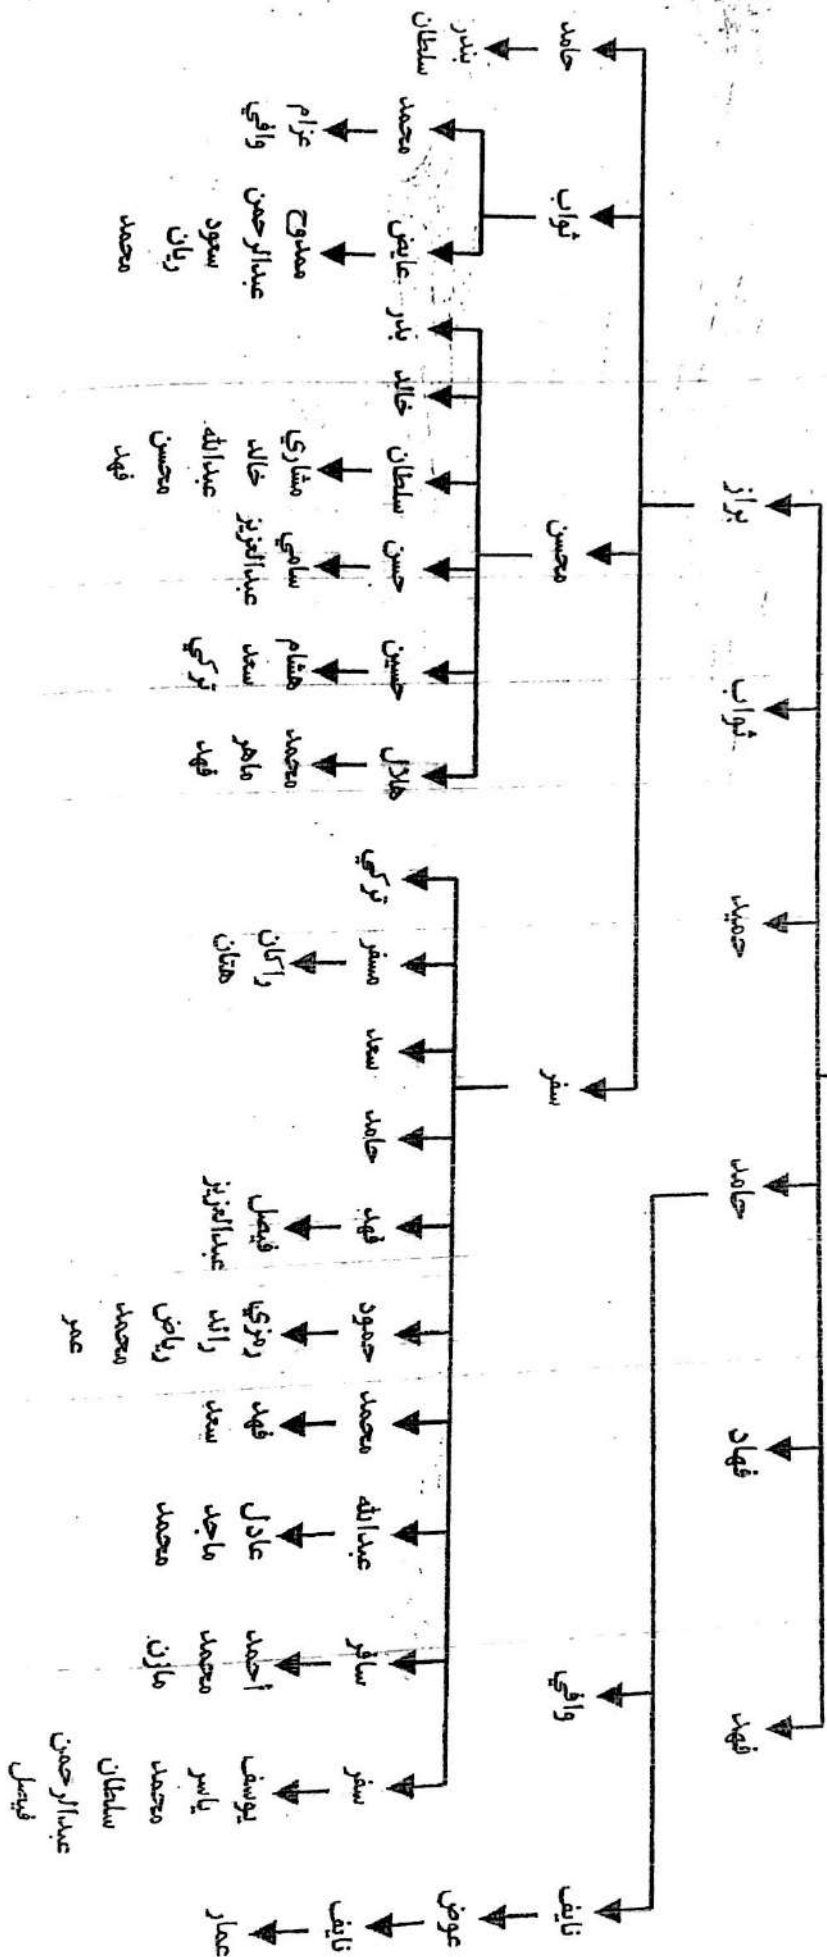 براز
ثواب
حميد
حامد
فهاد
فهد
حامد
ثواب
محسن
سفر
وافي
نايف
بندر
سلطان
محمد
عايض
عزام
وافي
ممدوح
عبدالرحمن
سعود
ريان
محمد
بدر
خالد
سلطان
حسن
حسين
هلال
مشاري
خالد
عبدالله
محسن
فهد
سامي
عبدالعزيز
هشام
سعد
تركي
محمد
ماهر
فهد
تركي
مسفر
سعد
حامد
فهد
حمود
محمد
عبدالله
سافر
سفر
راكان
هتان
فيصل
عبدالعزيز
رمزي
رائد
رياض
محمد
عمر
فهد
سعد
عادل
ماجد
محمد
أحمد
محمد
مازن
يوسف
ياسر
محمد
سلطان
عبدالرحمن
فيصل
عوض
نايف
عمار